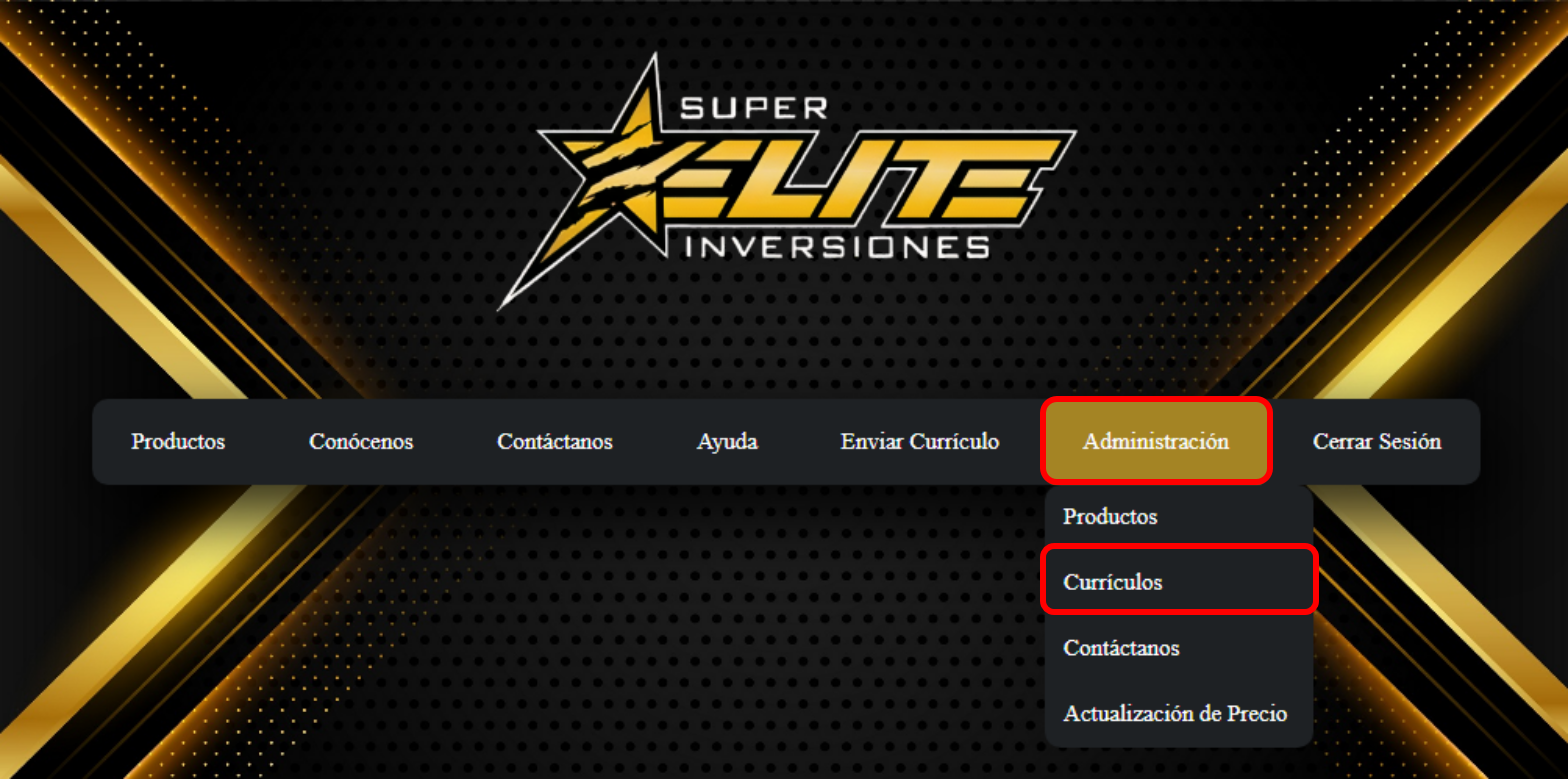 SUPER
ELITE
INVERSIONES
Productos
Conócenos
Contáctanos
Ayuda
Enviar Currículo
Administración
Cerrar Sesión
Productos
Currículos
Contáctanos
Actualización de Precio